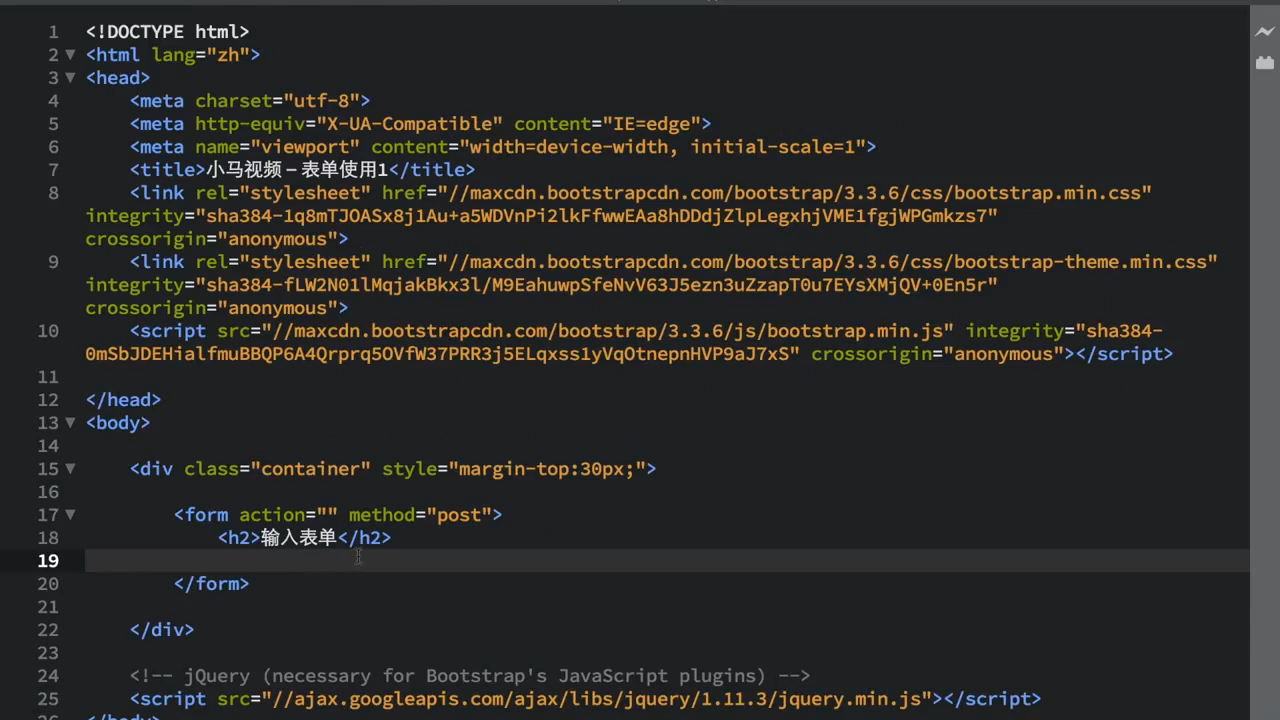 1 <!DOCTYPE html>
2 <html lang="zh">
3 <head>
4 <meta charset="utf-8">
5 <meta http-equiv="X-UA-Compatible" content="IE=edge">
6 <meta name="viewport" content="width=device-width, initial-scale=1">
7 <title>小马视频 – 表单使用1</title>
8 <link rel="stylesheet" href="//maxcdn.bootstrapcdn.com/bootstrap/3.3.6/css/bootstrap.min.css"
integrity="sha384-1q8mTJOASx8j1Au+a5WDVnPi2lkFfwwEAa8hDDdjZlpLegxhjVME1fgjWPGmkzs7"
crossorigin="anonymous">
9 <link rel="stylesheet" href="//maxcdn.bootstrapcdn.com/bootstrap/3.3.6/css/bootstrap-theme.min.css"
integrity="sha384-fLW2N01lMqjakBkx3l/M9EahuwpSfeNvV63J5ezn3uZzapT0u7EYsXMjQV+0En5r"
crossorigin="anonymous">
10 <script src="//maxcdn.bootstrapcdn.com/bootstrap/3.3.6/js/bootstrap.min.js" integrity="sha384-
0mSbJDEHialfmuBBQP6A4Qrprq5OVfW37PRR3j5ELqxss1yVqOtnepnHVP9aJ7xS" crossorigin="anonymous"></script>
11
12 </head>
13 <body>
14
15 <div class="container" style="margin-top:30px;">
16
17 <form action="" method="post">
18 <h2>输入表单</h2>
19
20 </form>
21
22 </div>
23
24 <!-- jQuery (necessary for Bootstrap's JavaScript plugins) -->
25 <script src="//ajax.googleapis.com/ajax/libs/jquery/1.11.3/jquery.min.js"></script>
26 </body>